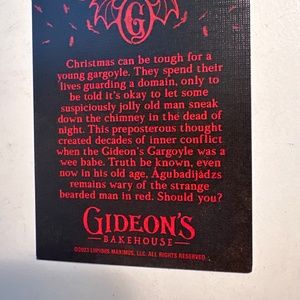 G
Christmas can be tough for a
young gargoyle. They spend their
lives guarding a domain, only to
be told it's okay to let some
suspiciously jolly old man sneak
down the chimney in the dead of
night. This preposterous thought
created decades of inner conflict
when the Gideon's Gargoyle was a
wee babe. Truth be known, even
now in his old age, Agubadijádzs
remains wary of the strange
bearded man in red. Should you?
GIDEON'S
BAKEHOUSE
©2023 LUPINUS MAXIMUS, LLC. ALL RIGHTS RESERVED